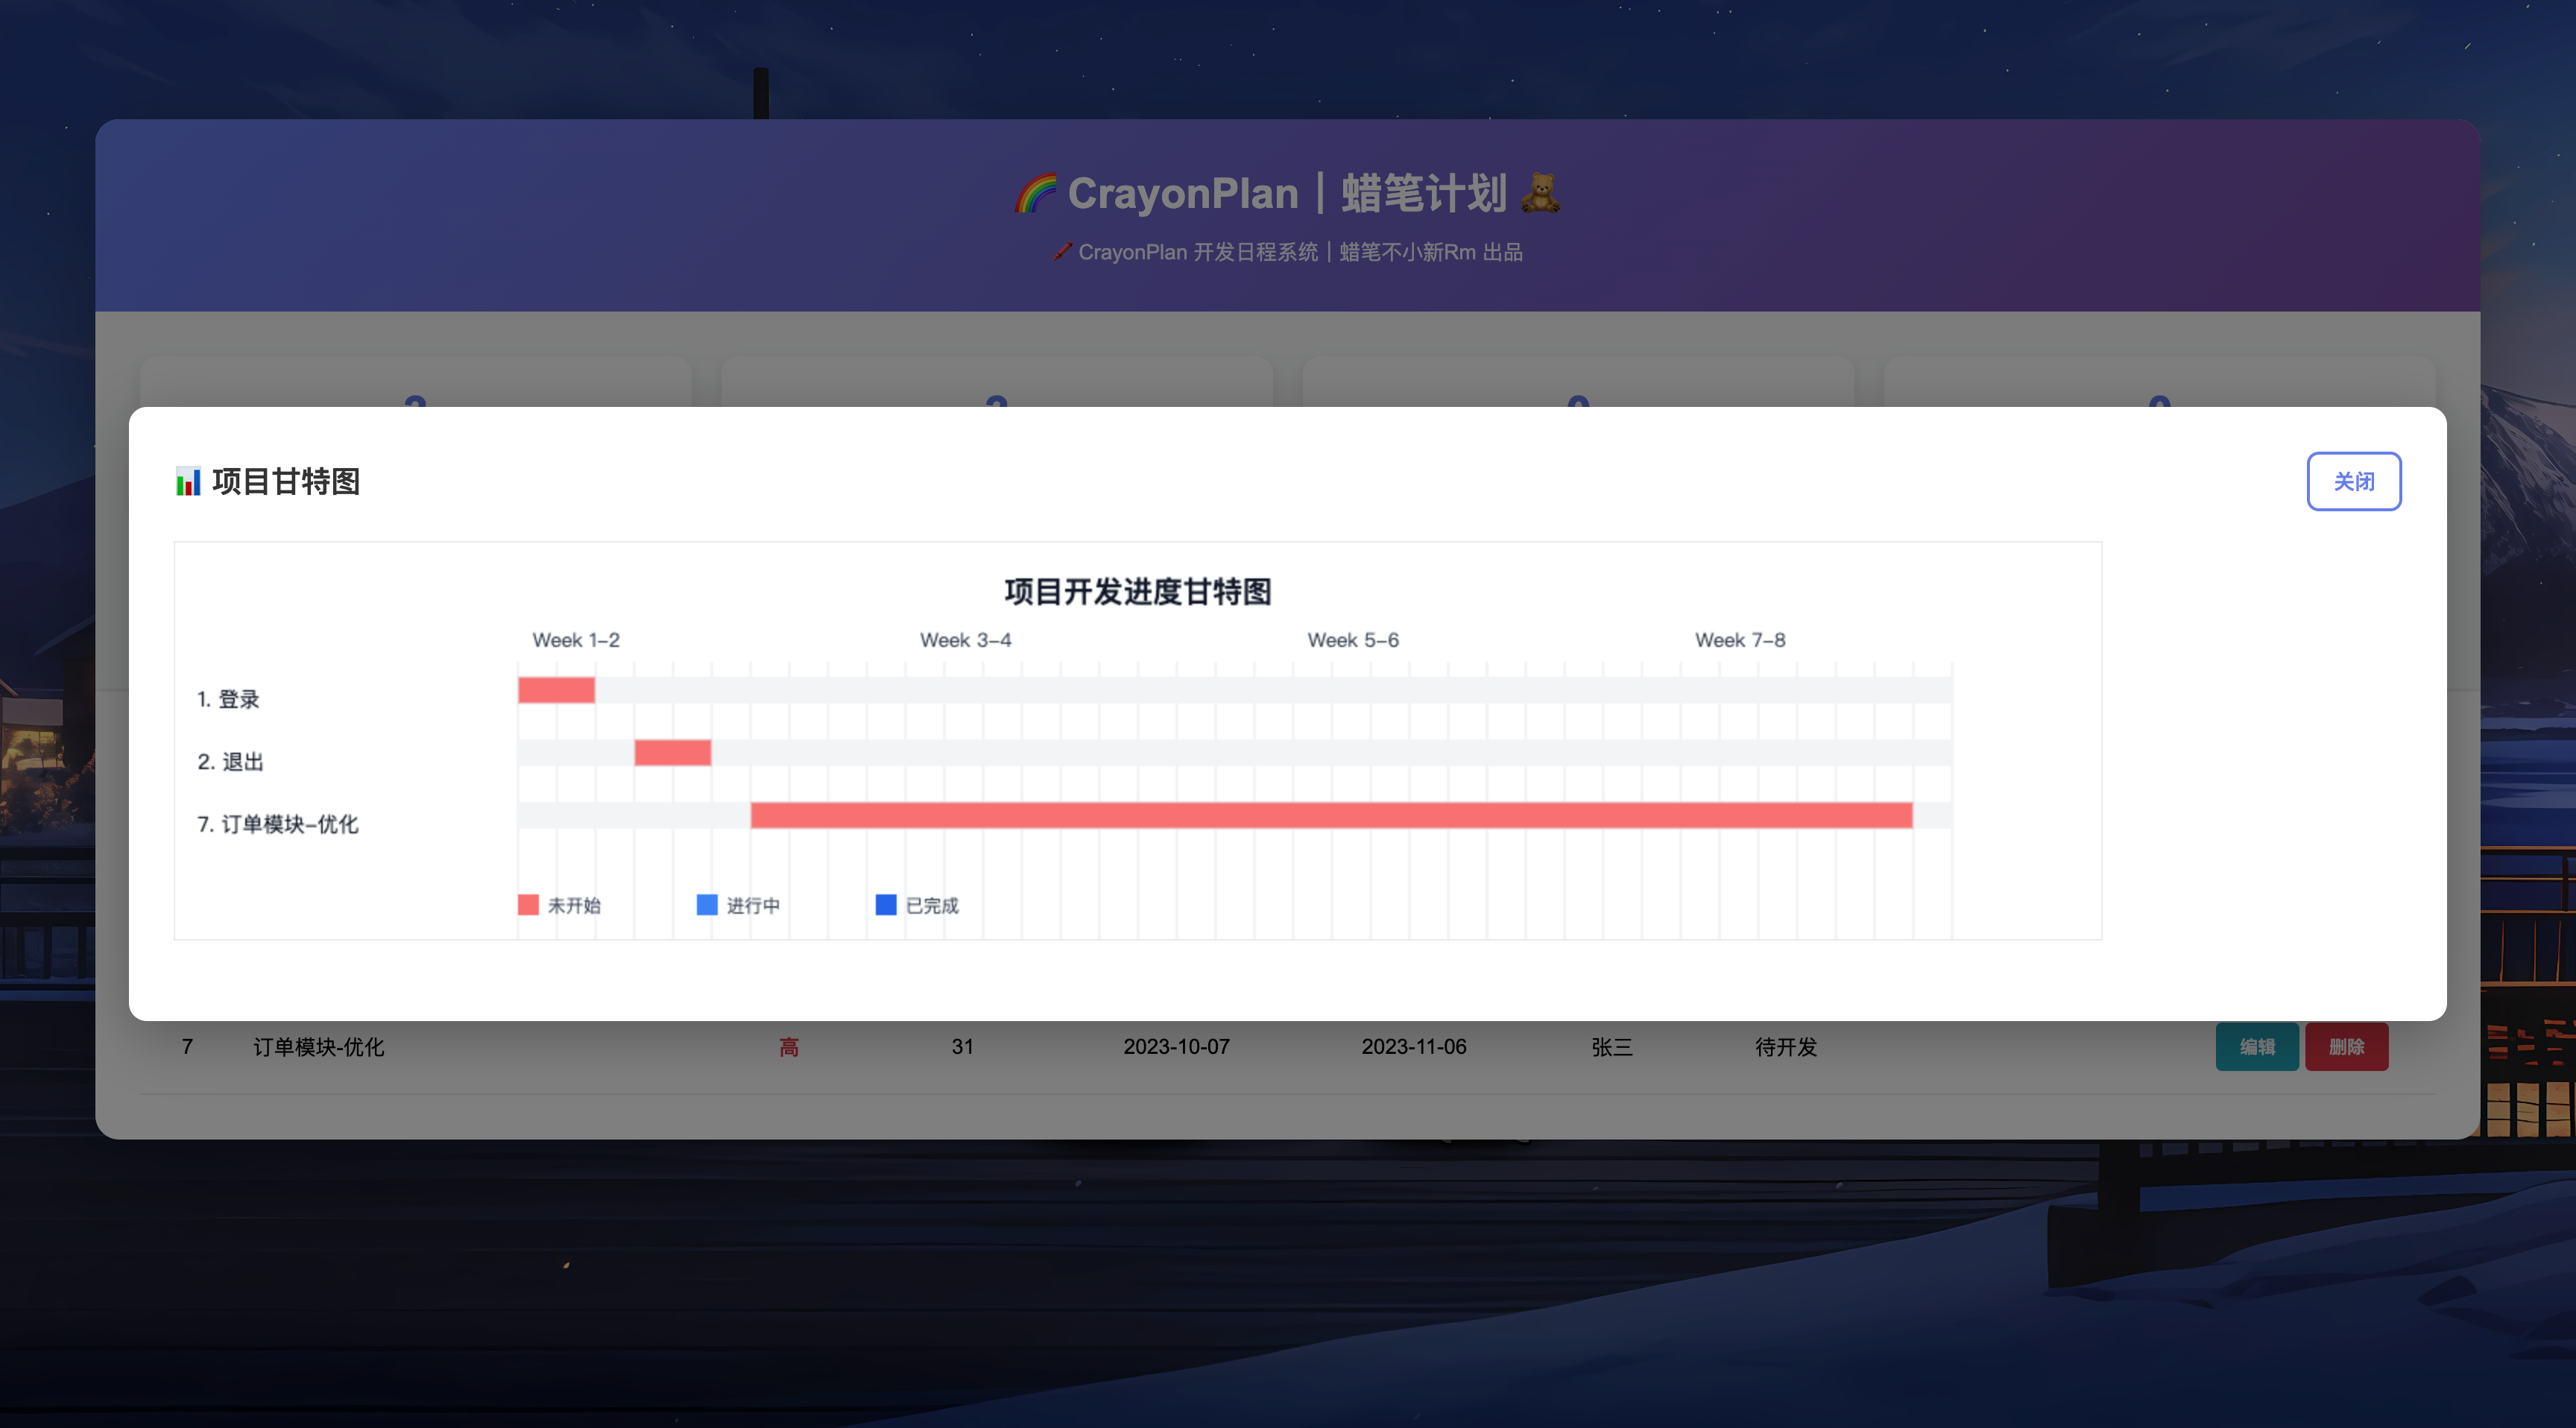 🌈 CrayonPlan｜蜡笔计划 🧸
🖍️ CrayonPlan 开发日程系统｜蜡笔不小新Rm 出品
📊 项目甘特图
关闭
项目开发进度甘特图
Week 1–2 Week 3–4 Week 5–6 Week 7–8
1. 登录
2. 退出
7. 订单模块–优化
未开始 进行中 已完成
7 订单模块-优化 高 31 2023-10-07 2023-11-06 张三 待开发 编辑 删除